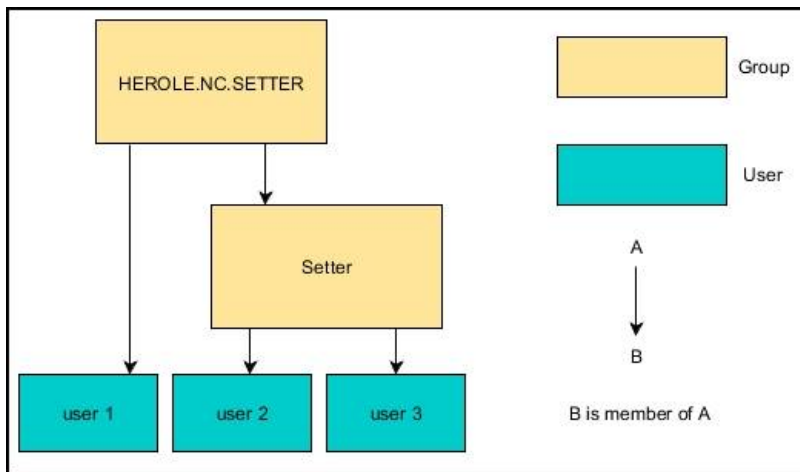 HEROLE.NC.SETTER
Group
User
Setter
A
B
user 1
user 2
user 3
B is member of A